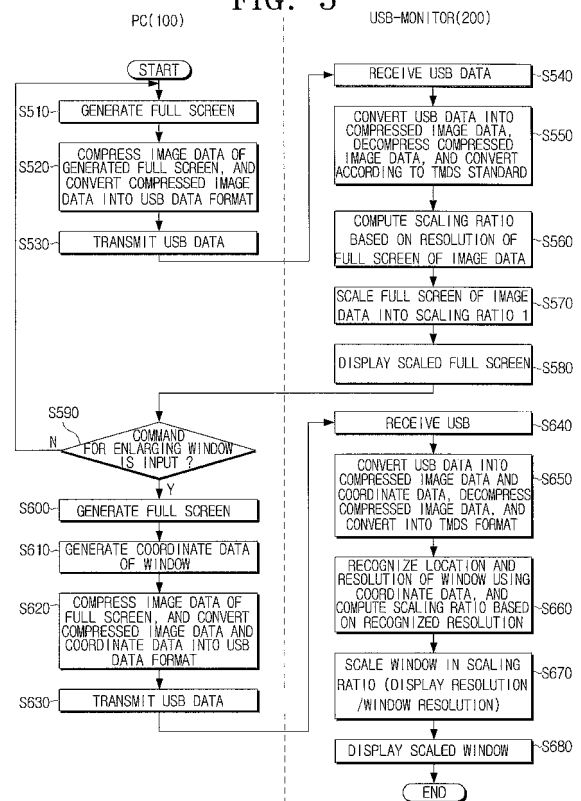 FIG. 5
PC(100)
USB-MONITOR(200)
START
S510
GENERATE FULL SCREEN
S520
COMPRESS IMAGE DATA OF
GENERATED FULL SCREEN, AND
CONVERT COMPRESSED IMAGE
DATA INTO USB DATA FORMAT
S530
TRANSMIT USB DATA
RECEIVE USB DATA
S540
CONVERT USB DATA INTO
COMPRESSED IMAGE DATA,
DECOMPRESS COMPRESSED
IMAGE DATA, AND CONVERT
ACCORDING TO TMDS STANDARD
S550
COMPUTE SCALING RATIO
BASED ON RESOLUTION OF
FULL SCREEN OF IMAGE DATA
S560
SCALE FULL SCREEN OF IMAGE
DATA INTO SCALING RATIO 1
S570
DISPLAY SCALED FULL SCREEN
S580
S590
COMMAND
FOR ENLARGING WINDOW
IS INPUT ?
N
Y
S600
GENERATE FULL SCREEN
S610
GENERATE COORDINATE DATA
OF WINDOW
S620
COMPRESS IMAGE DATA OF
FULL SCREEN, AND CONVERT
COMPRESSED IMAGE DATA AND
COORDINATE DATA INTO USB
DATA FORMAT
S630
TRANSMIT USB DATA
RECEIVE USB
S640
CONVERT USB DATA INTO
COMPRESSED IMAGE DATA AND
COORDINATE DATA, DECOMPRESS
COMPRESSED IMAGE DATA, AND
CONVERT INTO TMDS FORMAT
S650
RECOGNIZE LOCATION AND
RESOLUTION OF WINDOW USING
COORDINATE DATA, AND
COMPUTE SCALING RATIO BASED
ON RECOGNIZED RESOLUTION
S660
SCALE WINDOW IN SCALING
RATIO (DISPLAY RESOLUTION
/WINDOW RESOLUTION)
S670
DISPLAY SCALED WINDOW
S680
END